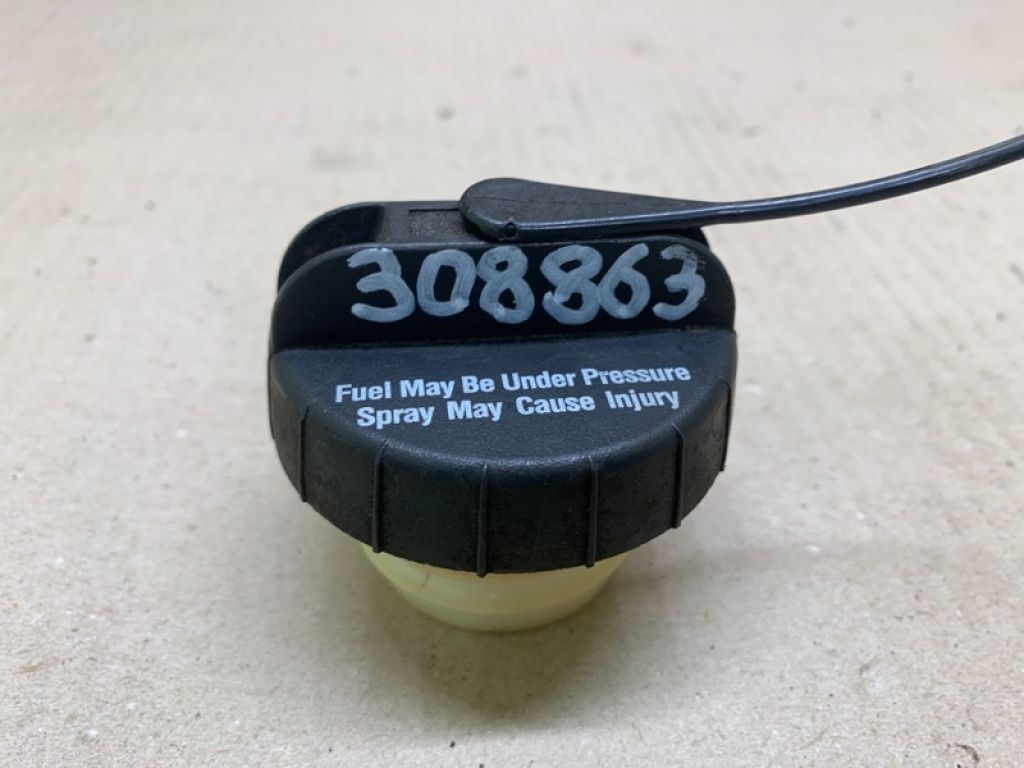 308863
Fuel May Be Under Pressure
Spray May Cause Injury